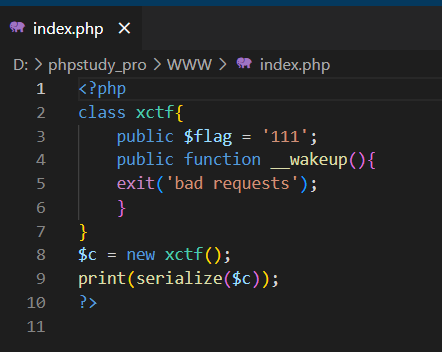 index.php ×
D: > phpstudy_pro > WWW > index.php
1 <?php
2 class xctf{
3     public $flag = '111';
4     public function __wakeup(){
5     exit('bad requests');
6     }
7 }
8 $c = new xctf();
9 print(serialize($c));
10 ?>
11